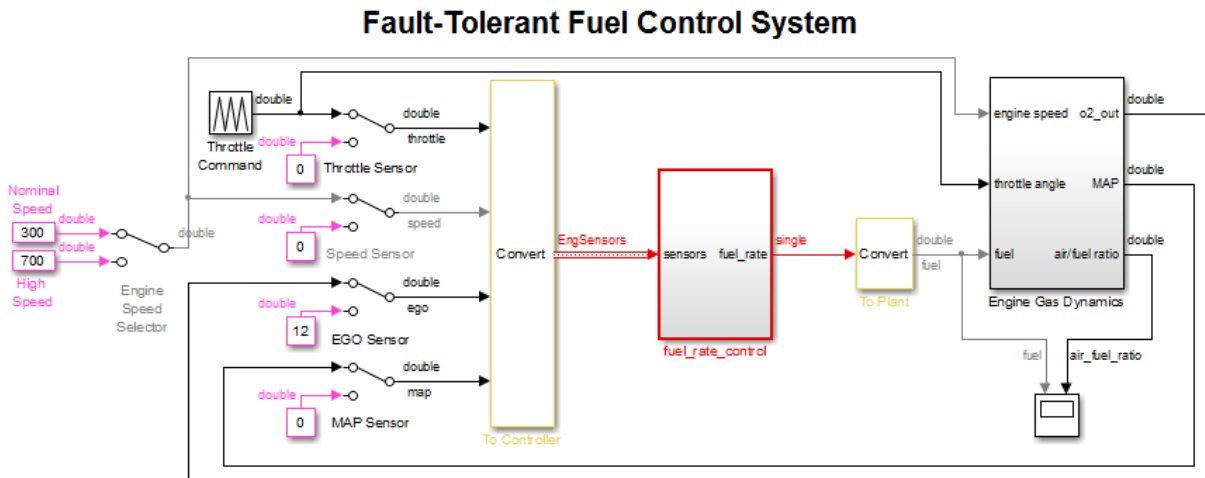 Fault-Tolerant Fuel Control System
double
Throttle
Command
double
0
Throttle Sensor
double
throttle
Nominal
Speed
300
double
700
double
High
Speed
double
Engine
Speed
Selector
double
0
Speed Sensor
double
speed
double
12
EGO Sensor
double
ego
double
0
MAP Sensor
double
map
Convert
To Controller
EngSensors
sensors
fuel_rate
fuel_rate_control
single
Convert
To Plant
double
fuel
engine speed
o2_out
double
throttle angle
MAP
double
fuel
air/fuel ratio
double
Engine Gas Dynamics
fuel
air_fuel_ratio